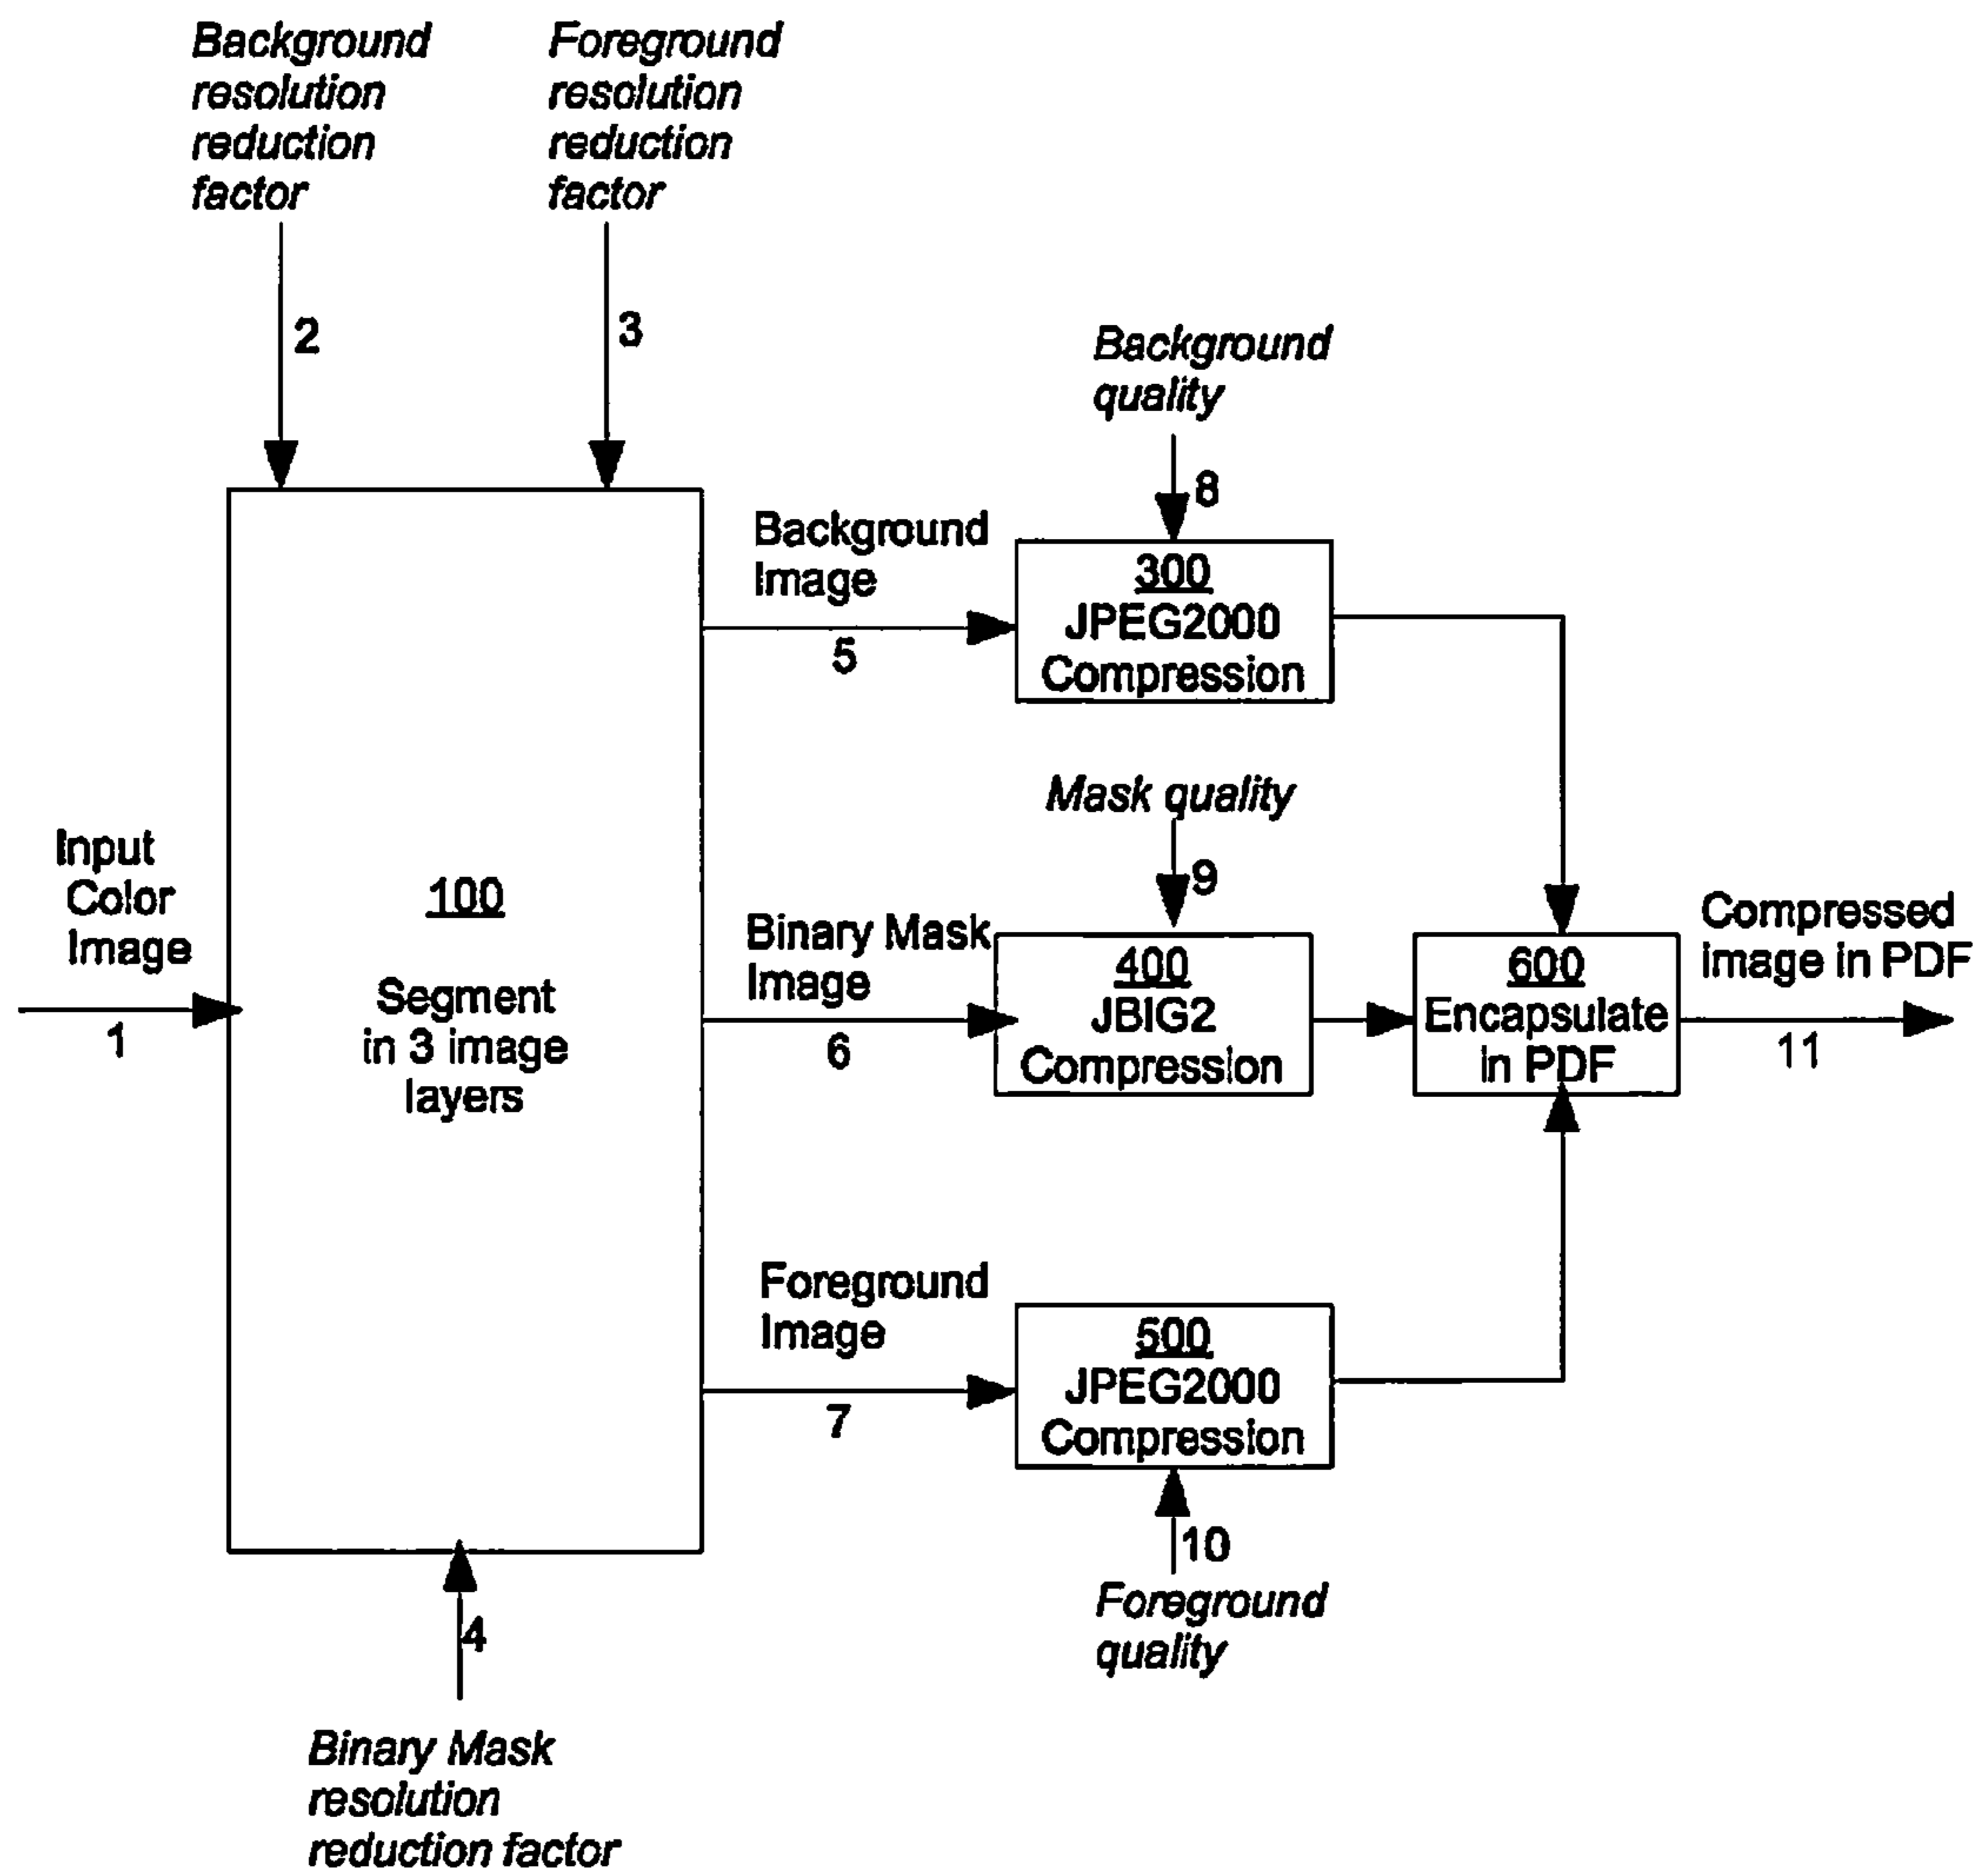 Background
resolution
reduction
factor
Foreground
resolution
reduction
factor
2
3
Background
quality
8
Background
Image
5
300
JPEG2000
Compression
Mask quality
9
Input
Color
Image
1
100
Segment
in 3 image
layers
Binary Mask
Image
6
400
JBIG2
Compression
600
Encapsulate
in PDF
Compressed
image in PDF
11
Foreground
Image
7
500
JPEG2000
Compression
10
Foreground
quality
4
Binary Mask
resolution
reduction factor